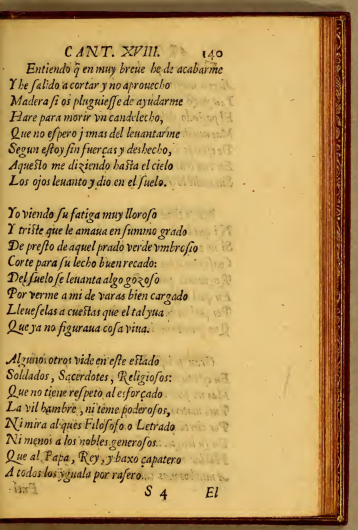 CANT. XVIII. 140
Entiendo q̃ en muy breue he de acabarme
Y he ſalido a cortar y no aprouecho
Madera ſi os pluguieſſe de ayudarme
Hare para morir vn candelecho,
Que no eſpero jmas del leuantarme
Segun eſtoy ſin fuerças y deshecho,
Aqueſto me diziendo haſta el cielo
Los ojos leuanto y dio en el ſuelo.
Yo viendo ſu fatiga muy lloroſo
Y triſte que le amaua en ſummo grado
De preſto de aquel prado verde vmbroſo
Corte para ſu lecho buen recado:
Del ſuelo ſe leuanta algo gozoſo
Por verme a mi de varas bien cargado
Lleueſelas a cueſtas que el tal yua
Que ya no figuraua coſa viua.
Algunos otros vide en eſte eſtado
Soldados, Sacerdotes, Religioſos:
Que no tiene reſpeto al esforçado
La vil hambre, ni teme poderoſos,
Ni mira al ques Filoſofo o Letrado
Ni menos a los nobles generoſos.
Que al Papa, Rey, y baxo çapatero
A todos los yguala por raſero.
S 4 El